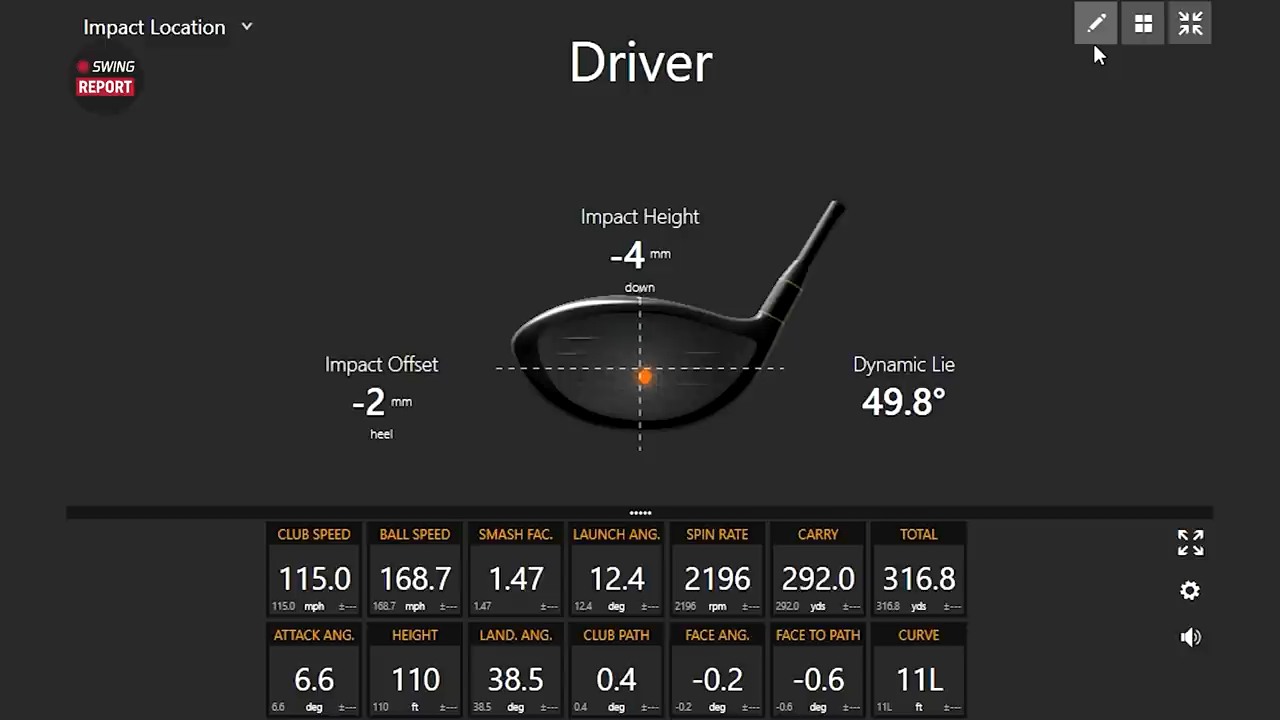 Impact Location
SWING
REPORT
Driver
Impact Height
-4 mm
down
Impact Offset
-2 mm
heel
Dynamic Lie
49.8°
CLUB SPEED BALL SPEED SMASH FAC. LAUNCH ANG. SPIN RATE CARRY TOTAL
115.0 168.7 1.47 12.4 2196 292.0 316.8
115.0 mph ±--- 168.7 mph ±--- 1.47 ±--- 12.4 deg ±--- 2196 rpm ±--- 292.0 yds ±--- 316.8 yds ±---
ATTACK ANG. HEIGHT LAND. ANG. CLUB PATH FACE ANG. FACE TO PATH CURVE
6.6 110 38.5 0.4 -0.2 -0.6 11L
6.6 deg ±--- 110 ft ±--- 38.5 deg ±--- 0.4 deg ±--- -0.2 deg ±--- -0.6 deg ±--- 11L ft ±---